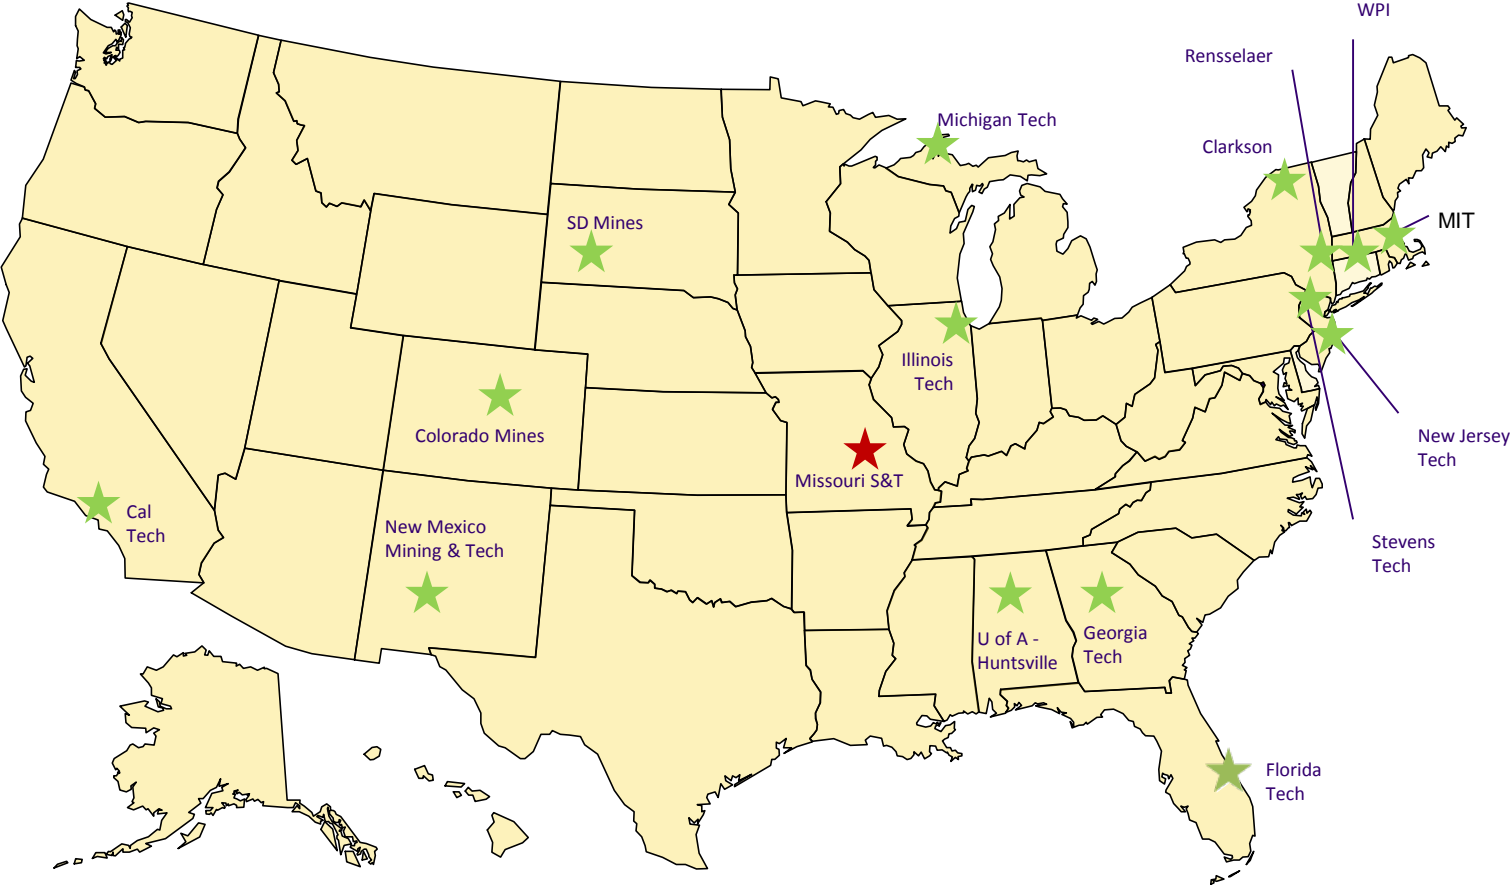 WPI
Rensselaer
Michigan Tech
Clarkson
SD Mines
MIT
Illinois
Tech
Colorado Mines
New Jersey
Tech
Missouri S&T
Cal
Tech
New Mexico
Mining & Tech
Stevens
Tech
U of A -
Huntsville
Georgia
Tech
Florida
Tech